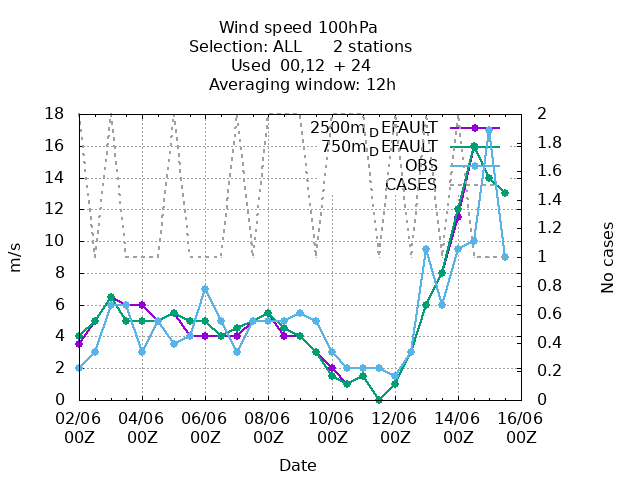 Wind speed 100hPa
Selection: ALL 2 stations
Used 00,12 + 24
Averaging window: 12h
2500m_DEFAULT
750m_DEFAULT
OBS
CASES
m/s
18
16
14
12
10
8
6
4
2
0
No cases
2
1.8
1.6
1.4
1.2
1
0.8
0.6
0.4
0.2
0
02/06 04/06 06/06 08/06 10/06 12/06 14/06 16/06
00Z 00Z 00Z 00Z 00Z 00Z 00Z 00Z
Date